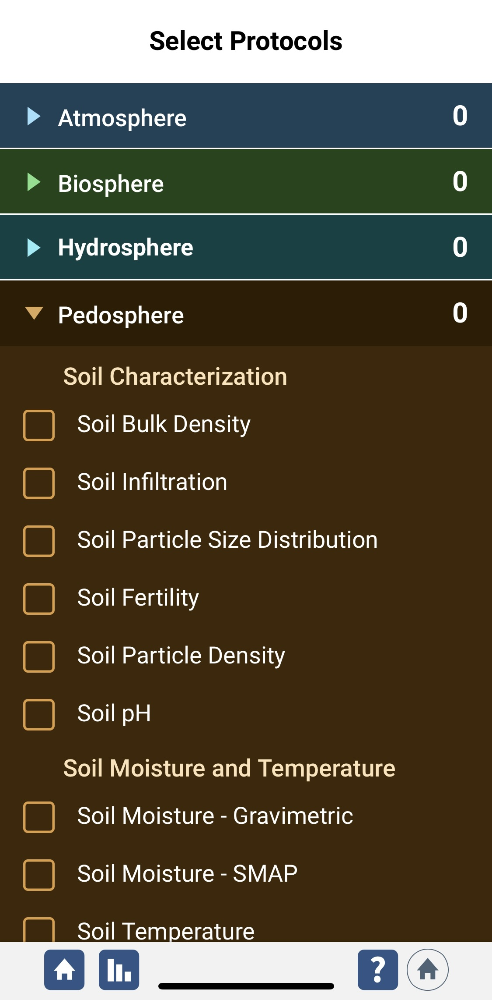 Select Protocols
Atmosphere 0
Biosphere 0
Hydrosphere 0
Pedosphere 0
Soil Characterization
Soil Bulk Density
Soil Infiltration
Soil Particle Size Distribution
Soil Fertility
Soil Particle Density
Soil pH
Soil Moisture and Temperature
Soil Moisture - Gravimetric
Soil Moisture - SMAP
Soil Temperature
?